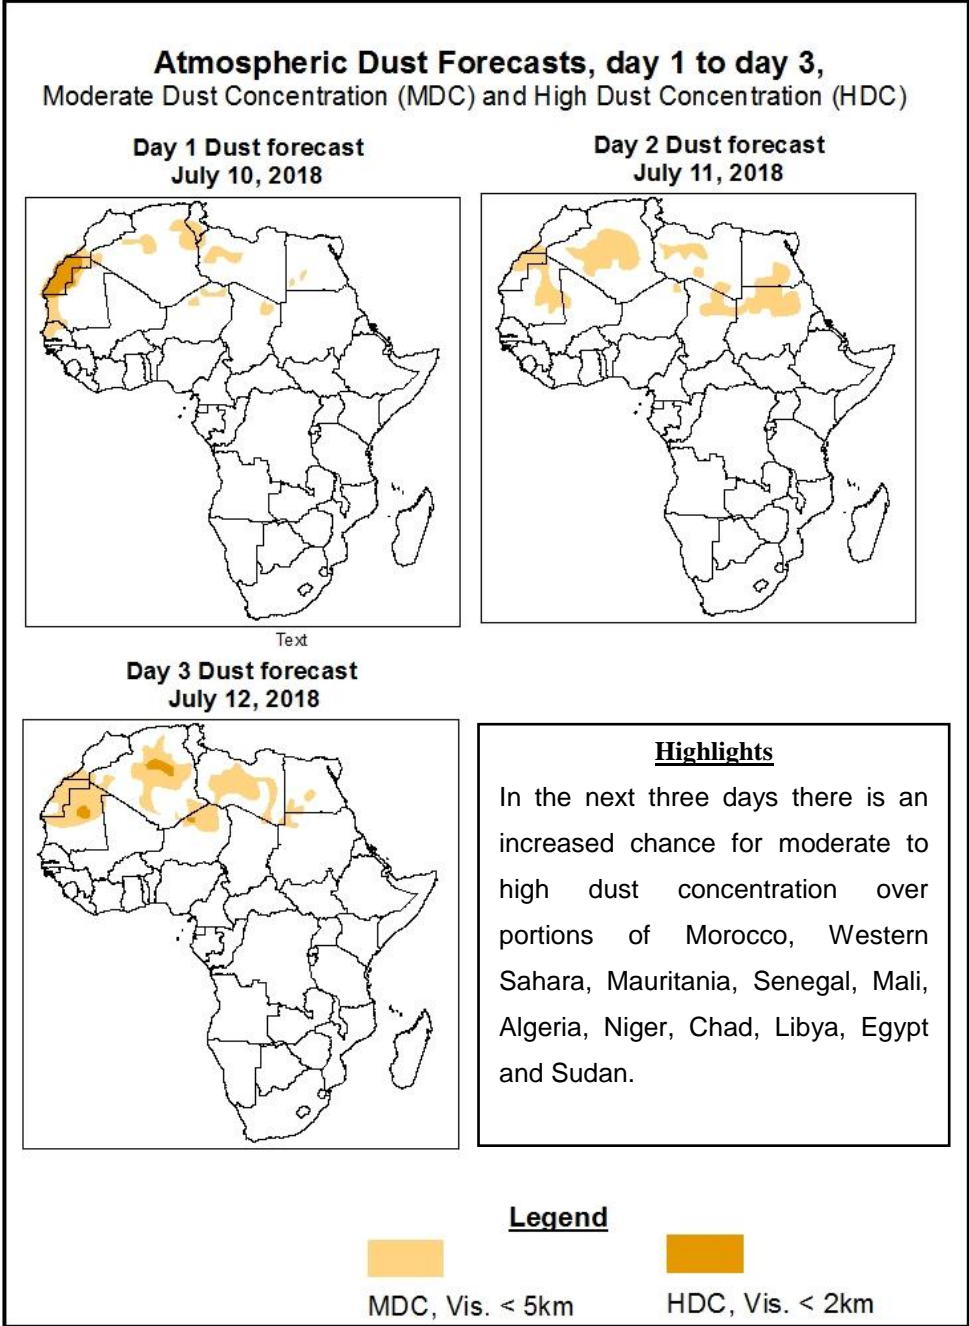 Atmospheric Dust Forecasts, day 1 to day 3,
Moderate Dust Concentration (MDC) and High Dust Concentration (HDC)
Day 1 Dust forecast
July 10, 2018
Day 2 Dust forecast
July 11, 2018
Text
Day 3 Dust forecast
July 12, 2018
Highlights
In the next three days there is an
increased chance for moderate to
high dust concentration over
portions of Morocco, Western
Sahara, Mauritania, Senegal, Mali,
Algeria, Niger, Chad, Libya, Egypt
and Sudan.
Legend
MDC, Vis. < 5km
HDC, Vis. < 2km